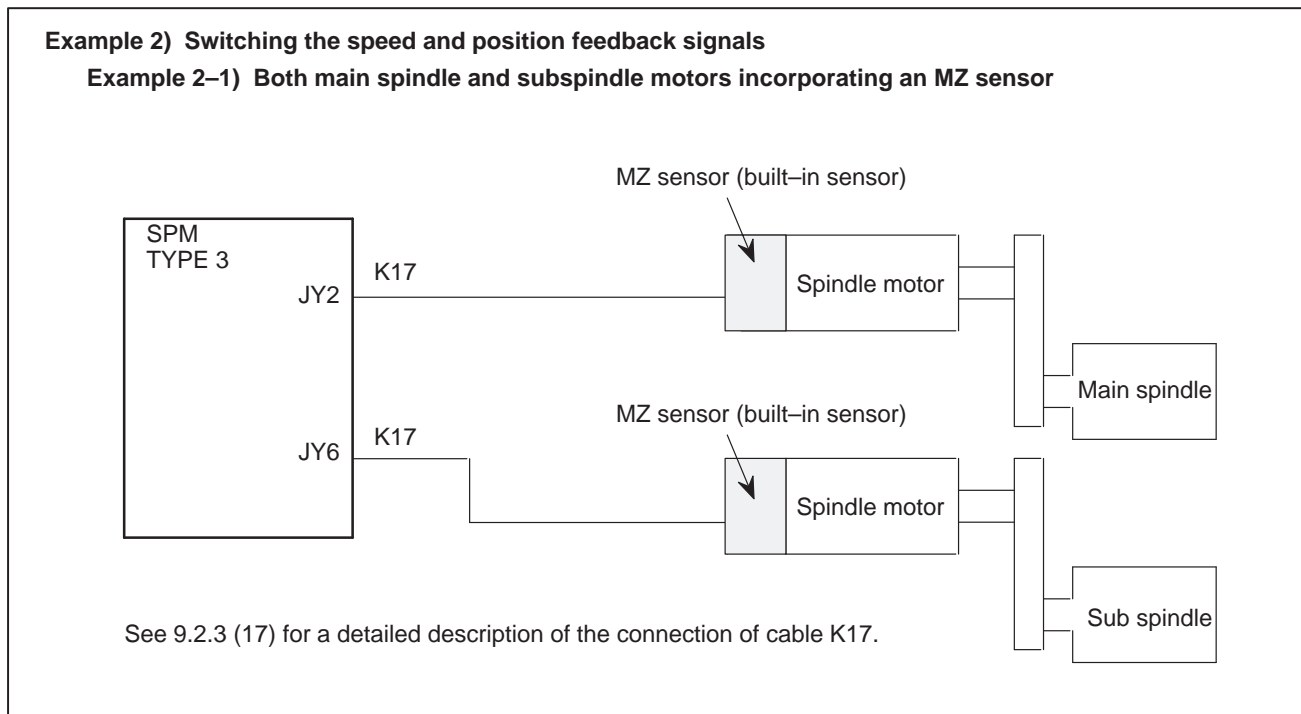 Example 2) Switching the speed and position feedback signals
Example 2–1) Both main spindle and subspindle motors incorporating an MZ sensor
MZ sensor (built–in sensor)
SPM
TYPE 3
K17
JY2
Spindle motor
Main spindle
MZ sensor (built–in sensor)
K17
JY6
Spindle motor
Sub spindle
See 9.2.3 (17) for a detailed description of the connection of cable K17.